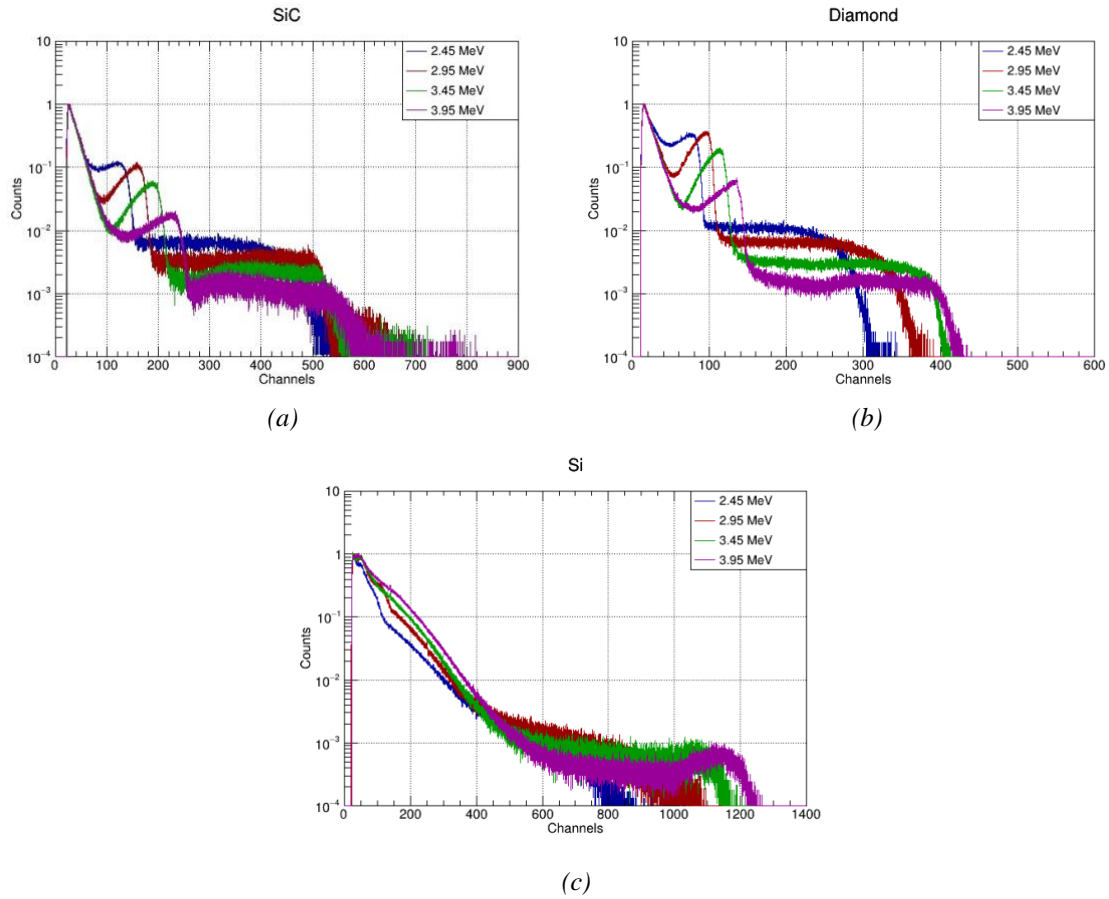 SiC
Diamond
10
1
10−1
10−2
10−3
10−4
0 100 200 300 400 500 600 700 800 900
Counts
Channels
2.45 MeV
2.95 MeV
3.45 MeV
3.95 MeV
10
1
10−1
10−2
10−3
10−4
0 100 200 300 400 500 600
Counts
Channels
2.45 MeV
2.95 MeV
3.45 MeV
3.95 MeV
(a)
(b)
Si
10
1
10−1
10−2
10−3
10−4
0 200 400 600 800 1000 1200 1400
Counts
Channels
2.45 MeV
2.95 MeV
3.45 MeV
3.95 MeV
(c)